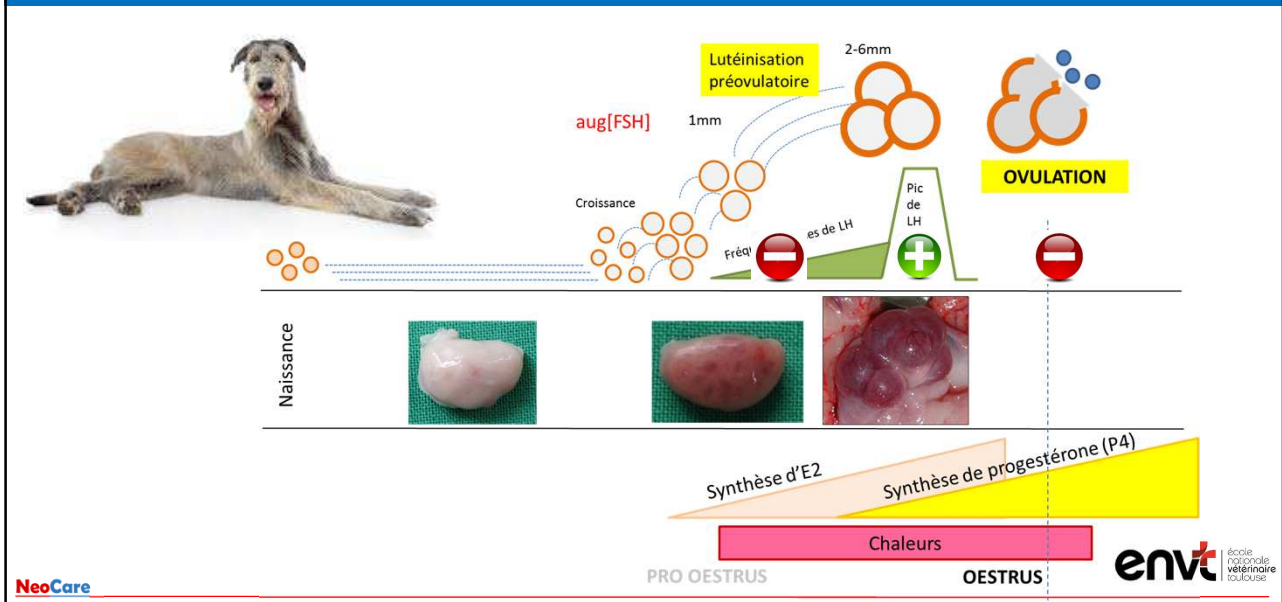 Lutéinisation
préovulatoire
2-6mm
aug[FSH]
1mm
OVULATION
Croissance
Pic
de
LH
de LH
Naissance
Synthèse d'E2
Synthèse de progestérone (P4)
Chaleurs
PRO OESTRUS
OESTRUS
NeoCare
envt
école
nationale
vétérinaire
toulouse